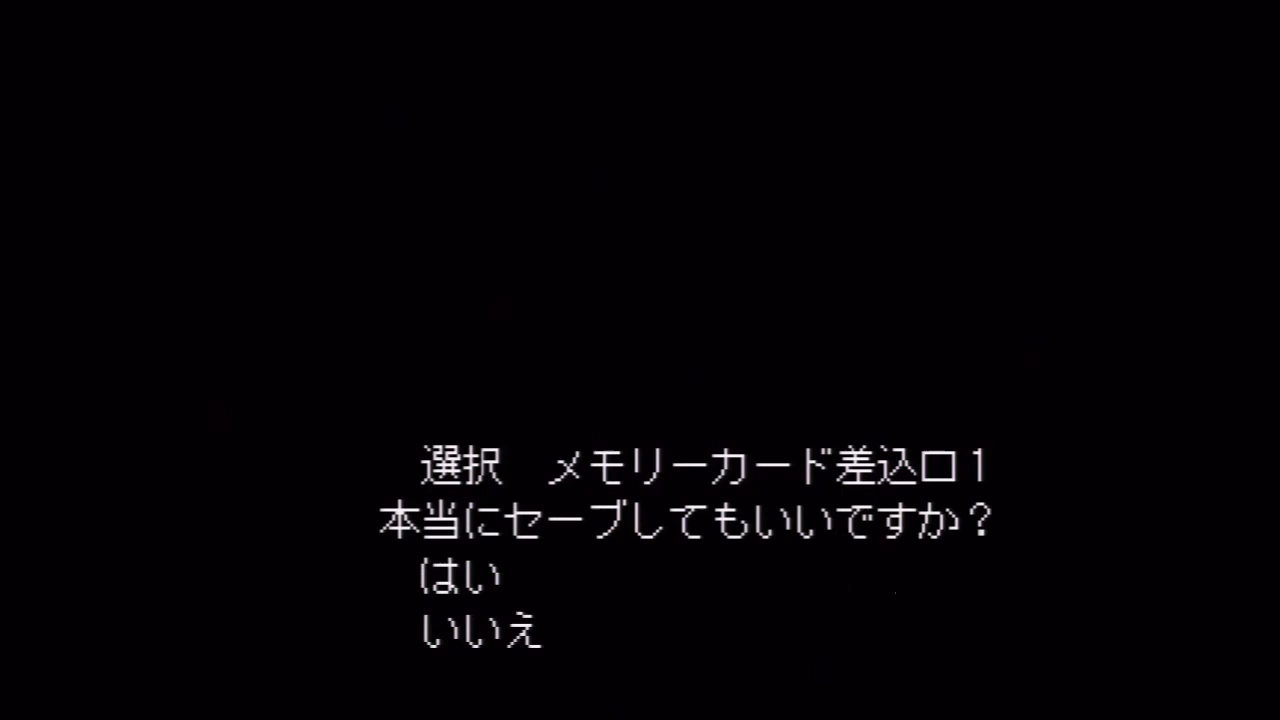 選択　メモリーカード差込口１
本当にセーブしてもいいですか？
はい
いいえ